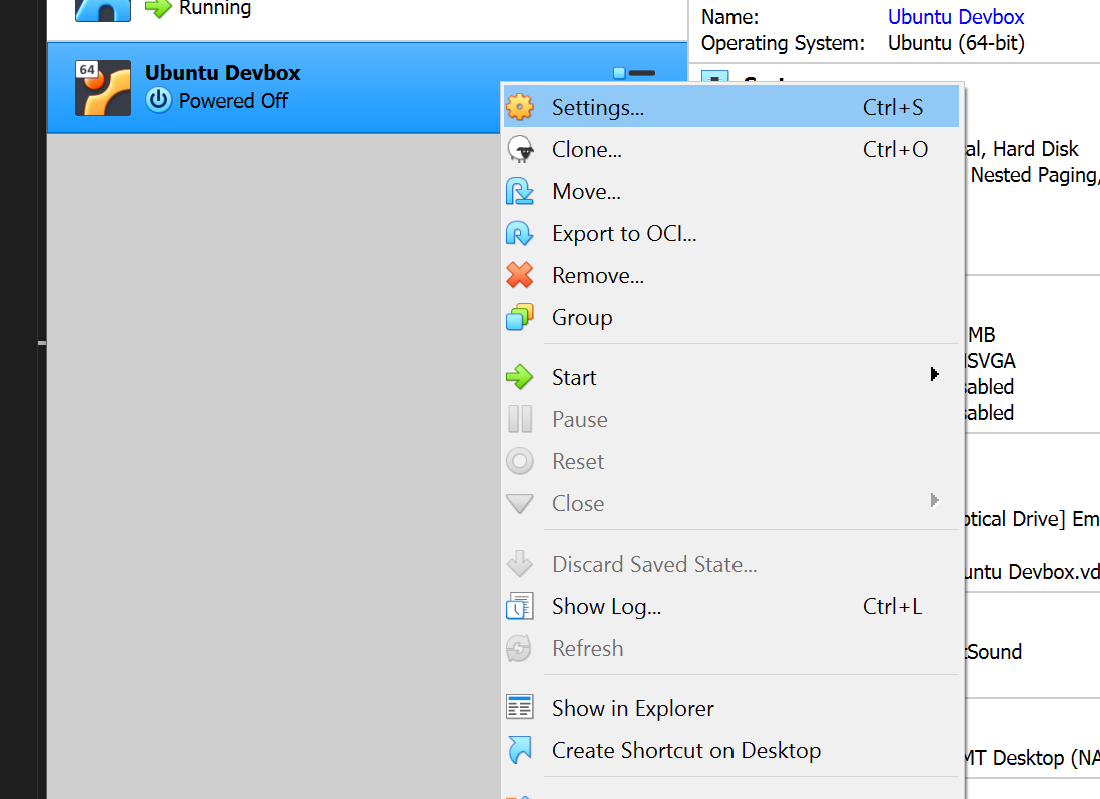 Running
64
Ubuntu Devbox
Powered Off
Name: Ubuntu Devbox
Operating System: Ubuntu (64-bit)
Settings... Ctrl+S
Clone... Ctrl+O
Move...
Export to OCI...
Remove...
Group
Start
Pause
Reset
Close
Discard Saved State...
Show Log... Ctrl+L
Refresh
Show in Explorer
Create Shortcut on Desktop
al, Hard Disk
Nested Paging,
MB
SVGA
abled
abled
ptical Drive] Em
untu Devbox.vd
tSound
MT Desktop (NA